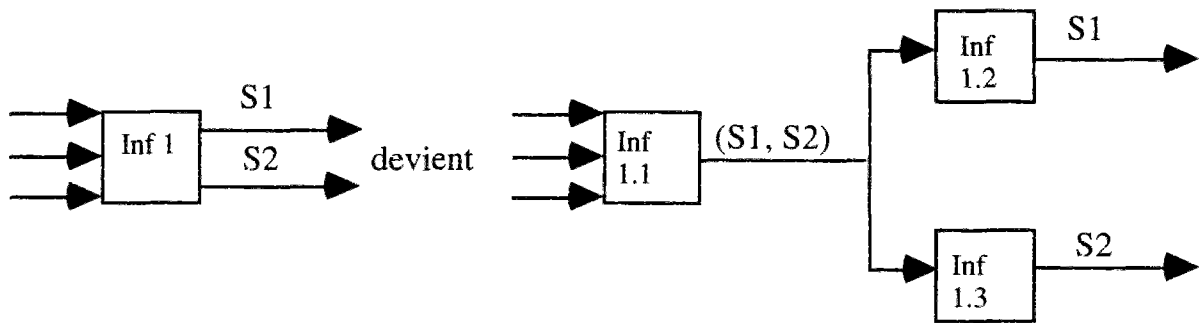 S1
Inf 1
S2
devient
Inf
1.1
(S1, S2)
Inf
1.2
S1
Inf
1.3
S2